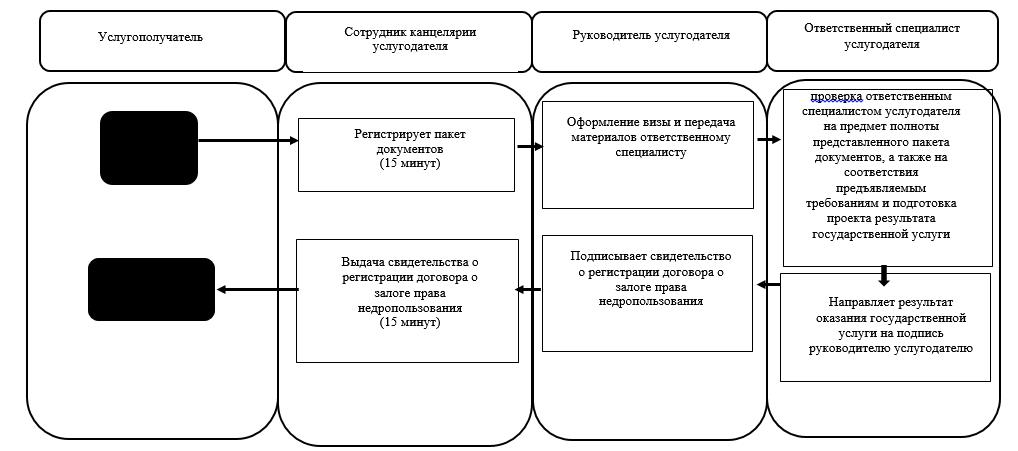 Услугополучатель
Сотрудник канцелярии
услугодателя
Руководитель услугодателя
Ответственный специалист
услугодателя
Регистрирует пакет
документов
(15 минут)
Оформление визы и передача
материалов ответственному
специалисту
проверка ответственным
специалистом услугодателя
на предмет полноты
представленного пакета
документов, а также на
соответствия
предъявляемым
требованиям и подготовка
проекта результата
государственной услуги
Выдача свидетельства о
регистрации договора о
залоге права
недропользования
(15 минут)
Подписывает свидетельство
о регистрации договора о
залоге права
недропользования
Направляет результат
оказания государственной
услуги на подпись
руководителю услугодателю